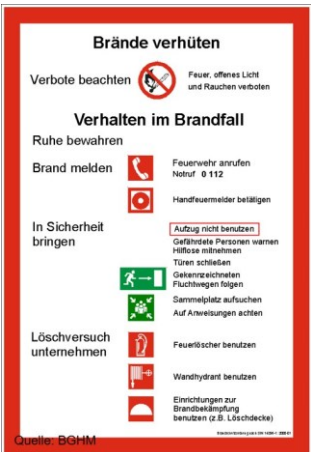 Brände verhüten
Verbote beachten
Feuer, offenes Licht
und Rauchen verboten
Verhalten im Brandfall
Ruhe bewahren
Brand melden
Feuerwehr anrufen
Notruf 0 112
Handfeuermelder betätigen
In Sicherheit
bringen
Aufzug nicht benutzen
Gefährdete Personen warnen
Hilflose mitnehmen
Türen schließen
Gekennzeichneten
Fluchtwegen folgen
Sammelplatz aufsuchen
Auf Anweisungen achten
Löschversuch
unternehmen
Feuerlöscher benutzen
Wandhydrant benutzen
Einrichtungen zur
Brandbekämpfung
benutzen (z.B. Löschdecke)
Quelle: BGHM